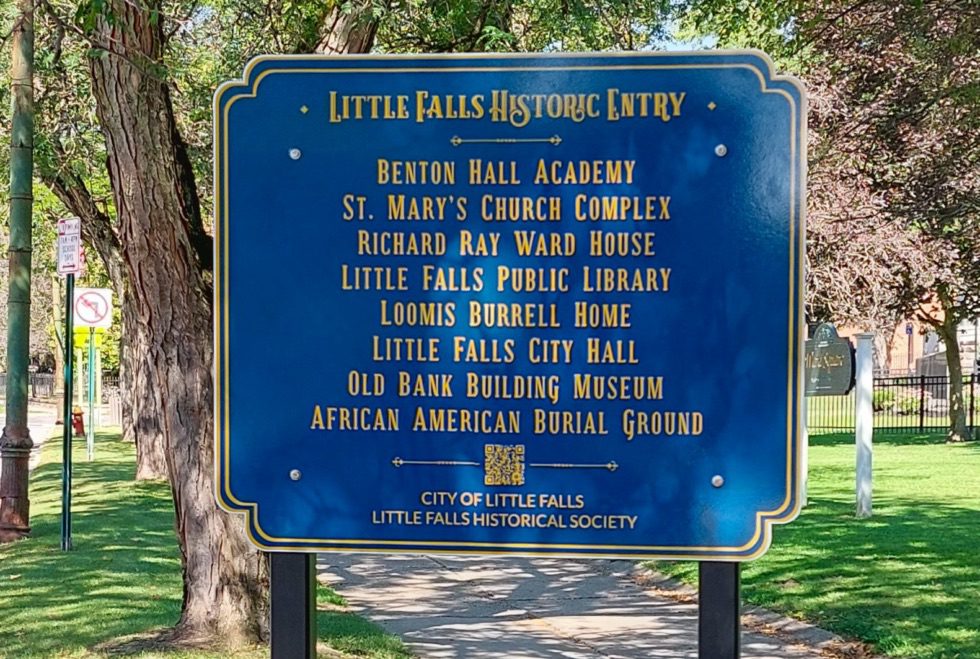 Little Falls Historic Entry
Benton Hall Academy
St. Mary's Church Complex
Richard Ray Ward House
Little Falls Public Library
Loomis Burrell Home
Little Falls City Hall
Old Bank Building Museum
African American Burial Ground
CITY OF LITTLE FALLS
LITTLE FALLS HISTORICAL SOCIETY